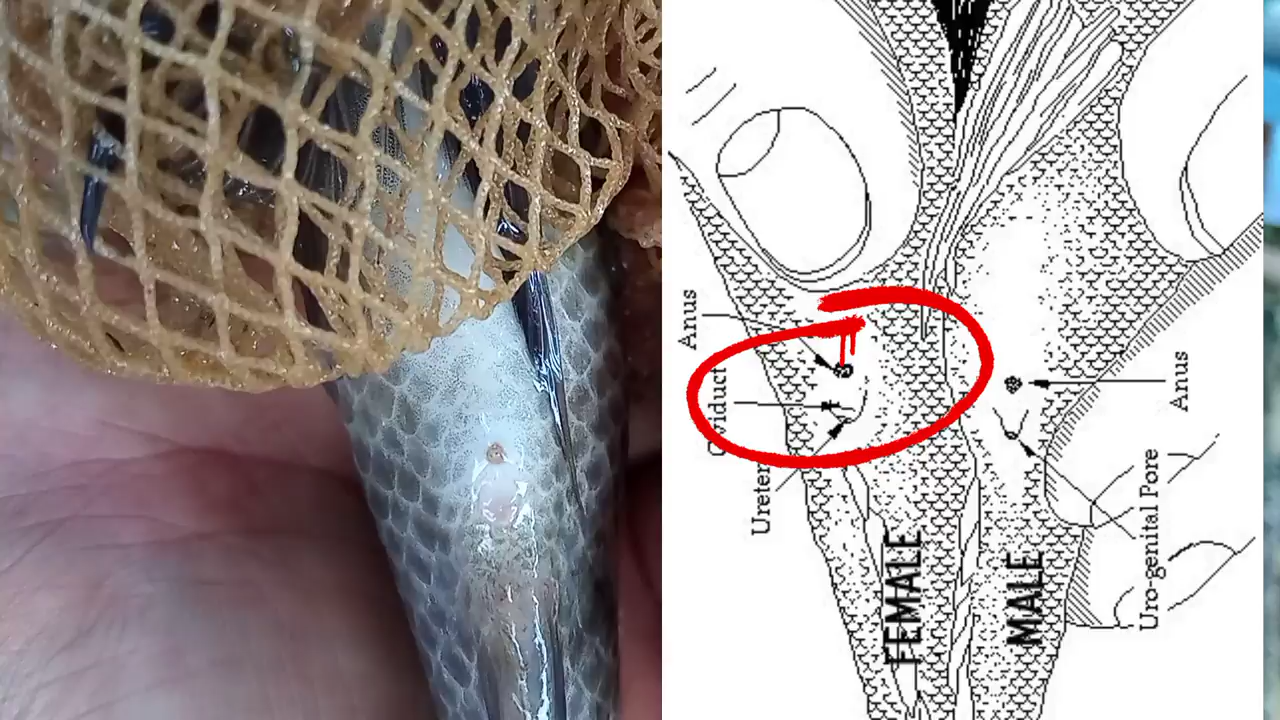 Anus
Oviduct
Ureter
FEMALE
MALE
Anus
Uro-genital Pore